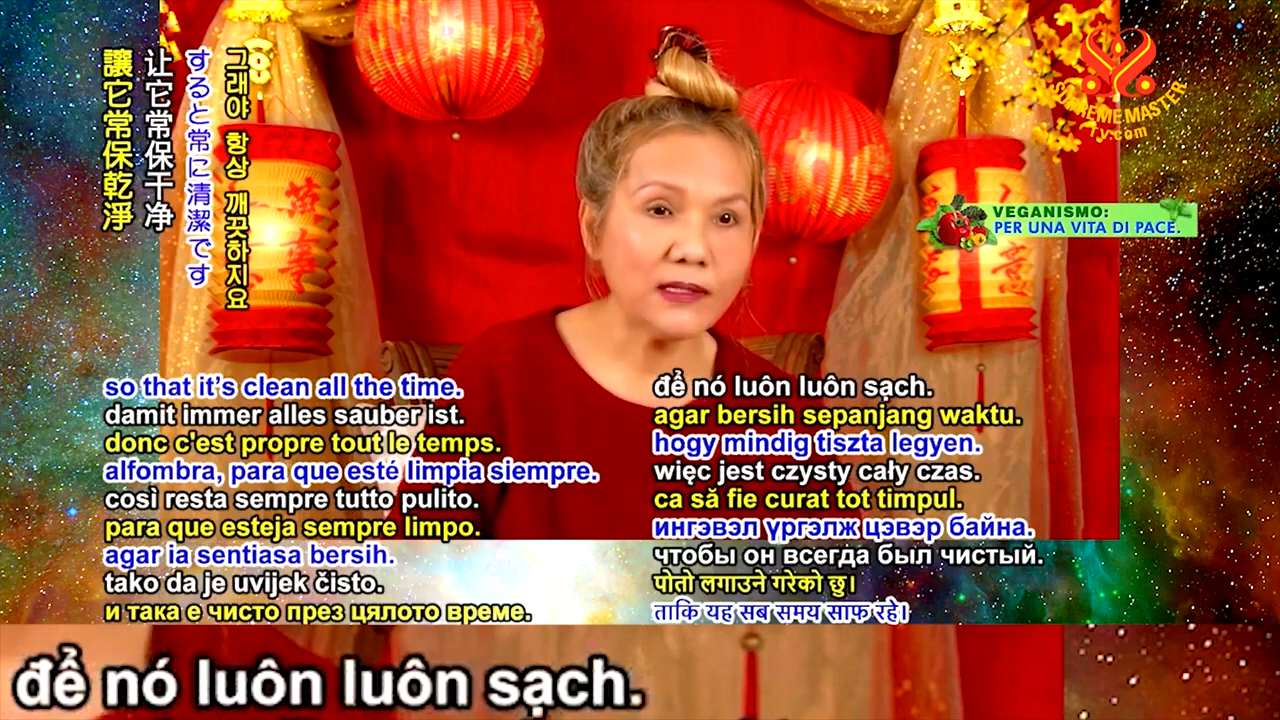 讓它常保乾淨
让它常保干净
すると常に清潔です
그래야 항상 깨끗하지요
SUPREME MASTER
TV.com
VEGANISMO:
PER UNA VITA DI PACE.
so that it’s clean all the time.
damit immer alles sauber ist.
donc c'est propre tout le temps.
alfombra, para que esté limpia siempre.
così resta sempre tutto pulito.
para que esteja sempre limpo.
agar ia sentiasa bersih.
tako da je uvijek čisto.
и така е чисто през цялото време.
để nó luôn luôn sạch.
agar bersih sepanjang waktu.
hogy mindig tiszta legyen.
więc jest czysty cały czas.
ca să fie curat tot timpul.
ингэвэл үргэлж цэвэр байна.
чтобы он всегда был чистый.
पोतो लगाउने गरेको छु।
ताकि यह सब समय साफ रहे।
để nó luôn luôn sạch.